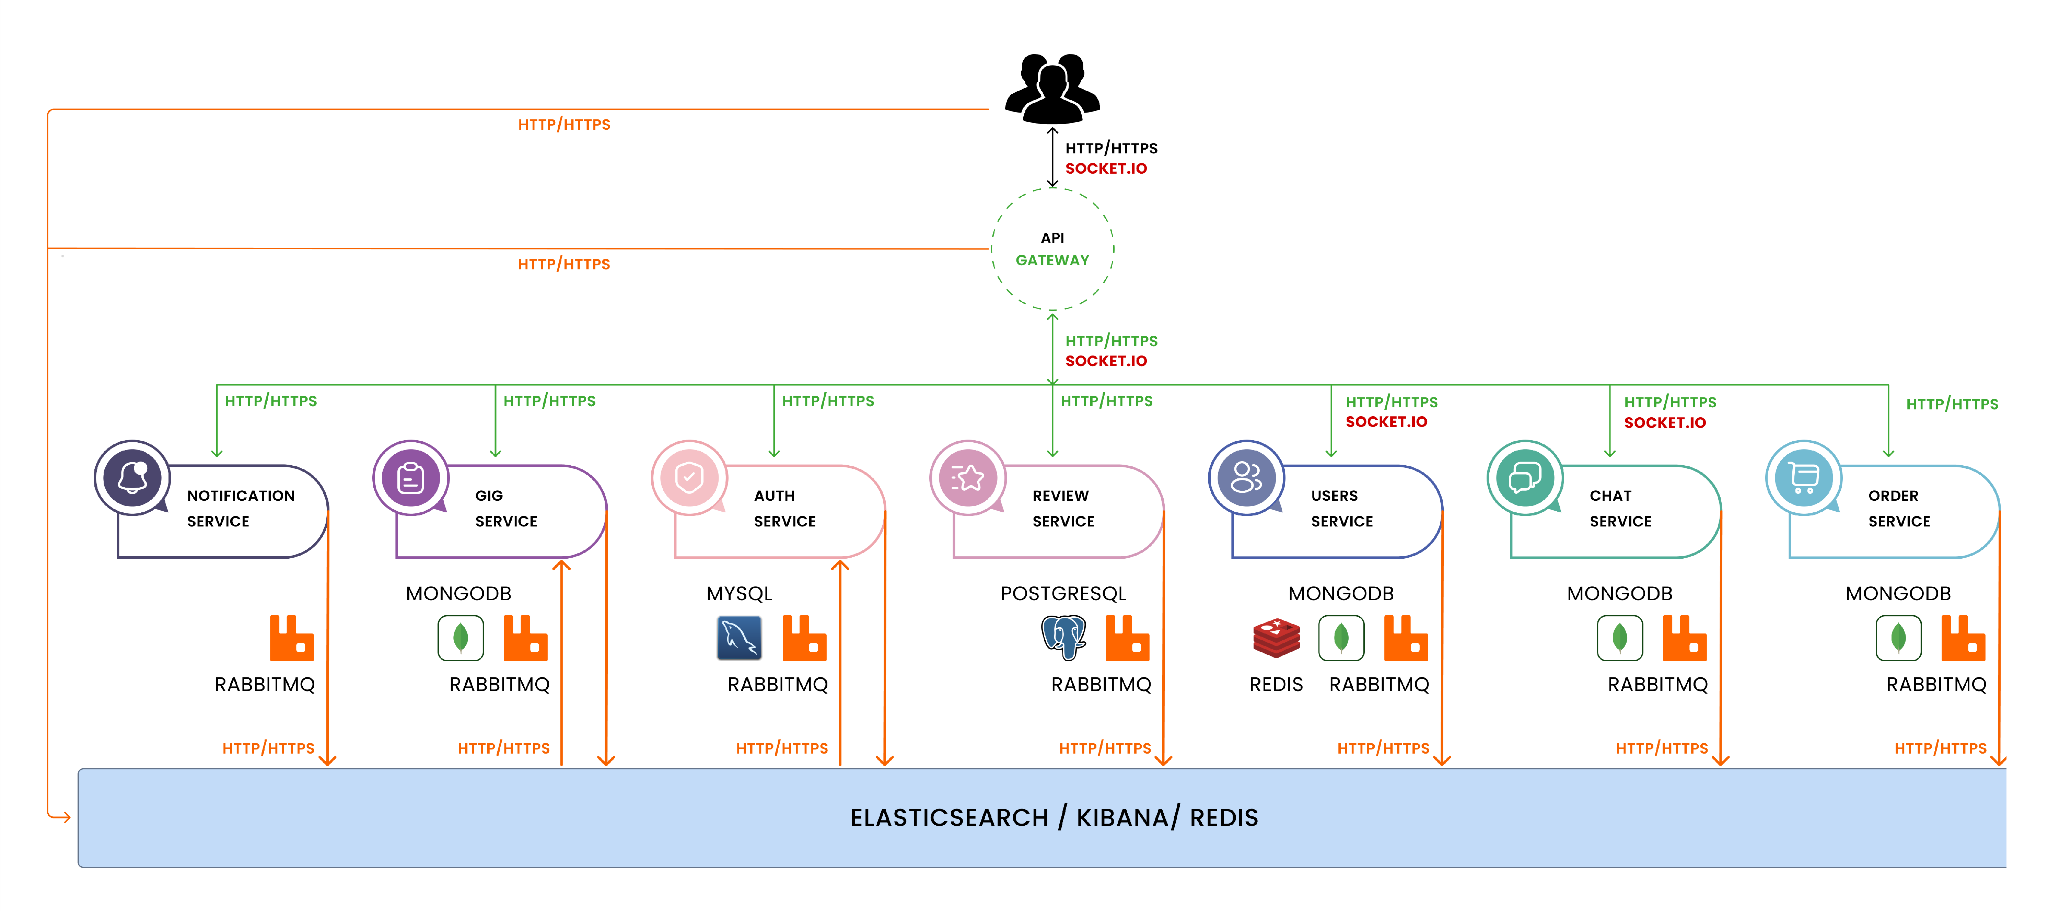 HTTP/HTTPS
HTTP/HTTPS
SOCKET.IO
API
GATEWAY
HTTP/HTTPS
HTTP/HTTPS
SOCKET.IO
HTTP/HTTPS
HTTP/HTTPS
HTTP/HTTPS
HTTP/HTTPS
HTTP/HTTPS
SOCKET.IO
HTTP/HTTPS
SOCKET.IO
HTTP/HTTPS
NOTIFICATION
SERVICE
GIG
SERVICE
AUTH
SERVICE
REVIEW
SERVICE
USERS
SERVICE
CHAT
SERVICE
ORDER
SERVICE
MONGODB
MYSQL
POSTGRESQL
MONGODB
MONGODB
MONGODB
RABBITMQ
RABBITMQ
RABBITMQ
RABBITMQ
REDIS
RABBITMQ
RABBITMQ
RABBITMQ
HTTP/HTTPS
HTTP/HTTPS
HTTP/HTTPS
HTTP/HTTPS
HTTP/HTTPS
HTTP/HTTPS
HTTP/HTTPS
ELASTICSEARCH / KIBANA/ REDIS